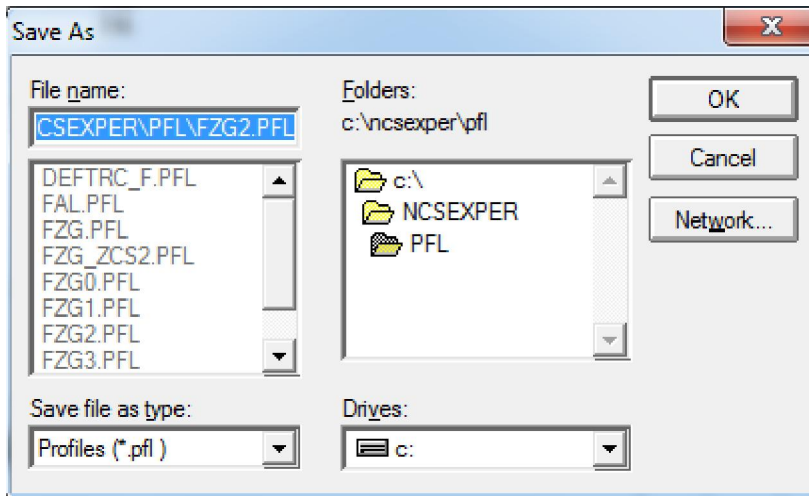 Save As
File name:
CSEXPER\PFL\FZG2.PFL
DEFTRC_F.PFL
FAL.PFL
FZG.PFL
FZG_ZCS2.PFL
FZG0.PFL
FZG1.PFL
FZG2.PFL
FZG3.PFL
Save file as type:
Profiles (*.pfl )
Folders:
c:\ncsexper\pfl
c:\
NCSEXPER
PFL
Drives:
c:
OK
Cancel
Network...